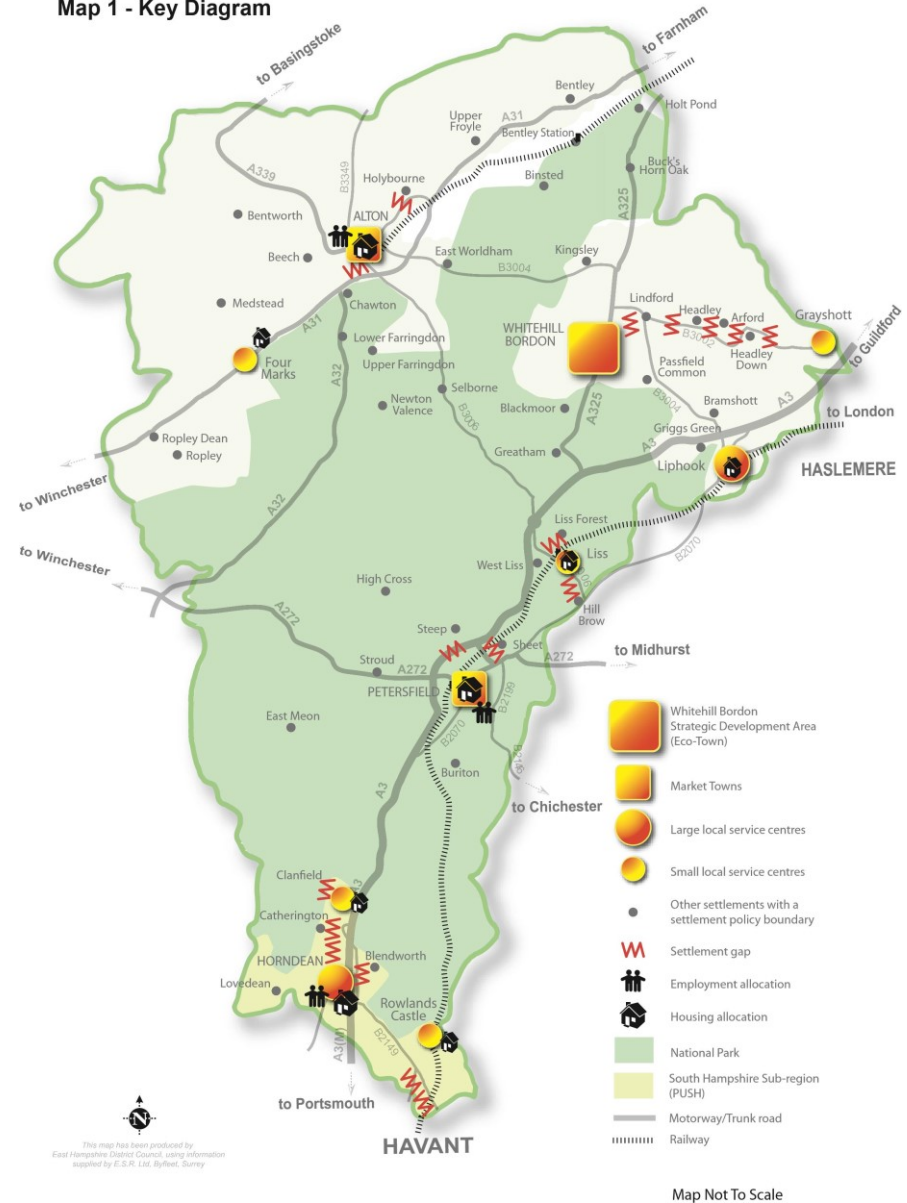 Map 1 - Key Diagram
to Basingstoke
to Farnham
Bentley
Holt Pond
Upper
Froyle
A31
Bentley Station
Buck's
Horn Oak
A339
B3349
Holybourne
Binsted
A325
Bentworth
ALTON
Beech
East Worldham
Kingsley
B3004
Medstead
Chawton
Lindford
Headley
Arford
Grayshott
A31
WHITEHILL
BORDON
B3002
to Guildford
Lower Farringdon
Headley
Down
Four
Marks
Upper Farringdon
Passfield
Common
A32
Selborne
Newton
Valence
B3006
Blackmoor
A325
B3004
Bramshott
A3
to London
Griggs Green
Ropley Dean
Ropley
Greatham
A3
Liphook
HASLEMERE
to Winchester
A32
Liss Forest
to Winchester
West Liss
Liss
B2070
High Cross
Hill
Brow
A272
Steep
Sheet
to Midhurst
Stroud
A272
A272
PETERSFIELD
B2199
East Meon
B2070
Buriton
A3
to Chichester
Clanfield
A3
Catherington
HORNDEAN
Blendworth
Lovedean
Rowlands
Castle
A3(M)
B2149
to Portsmouth
HAVANT
Whitehill Bordon
Strategic Development Area
(Eco-Town)
Market Towns
Large local service centres
Small local service centres
Other settlements with a
settlement policy boundary
Settlement gap
Employment allocation
Housing allocation
National Park
South Hampshire Sub-region
(PUSH)
Motorway/Trunk road
Railway
N
This map has been produced by
East Hampshire District Council, using information
supplied by E.S.R. Ltd, Byfleet, Surrey
Map Not To Scale